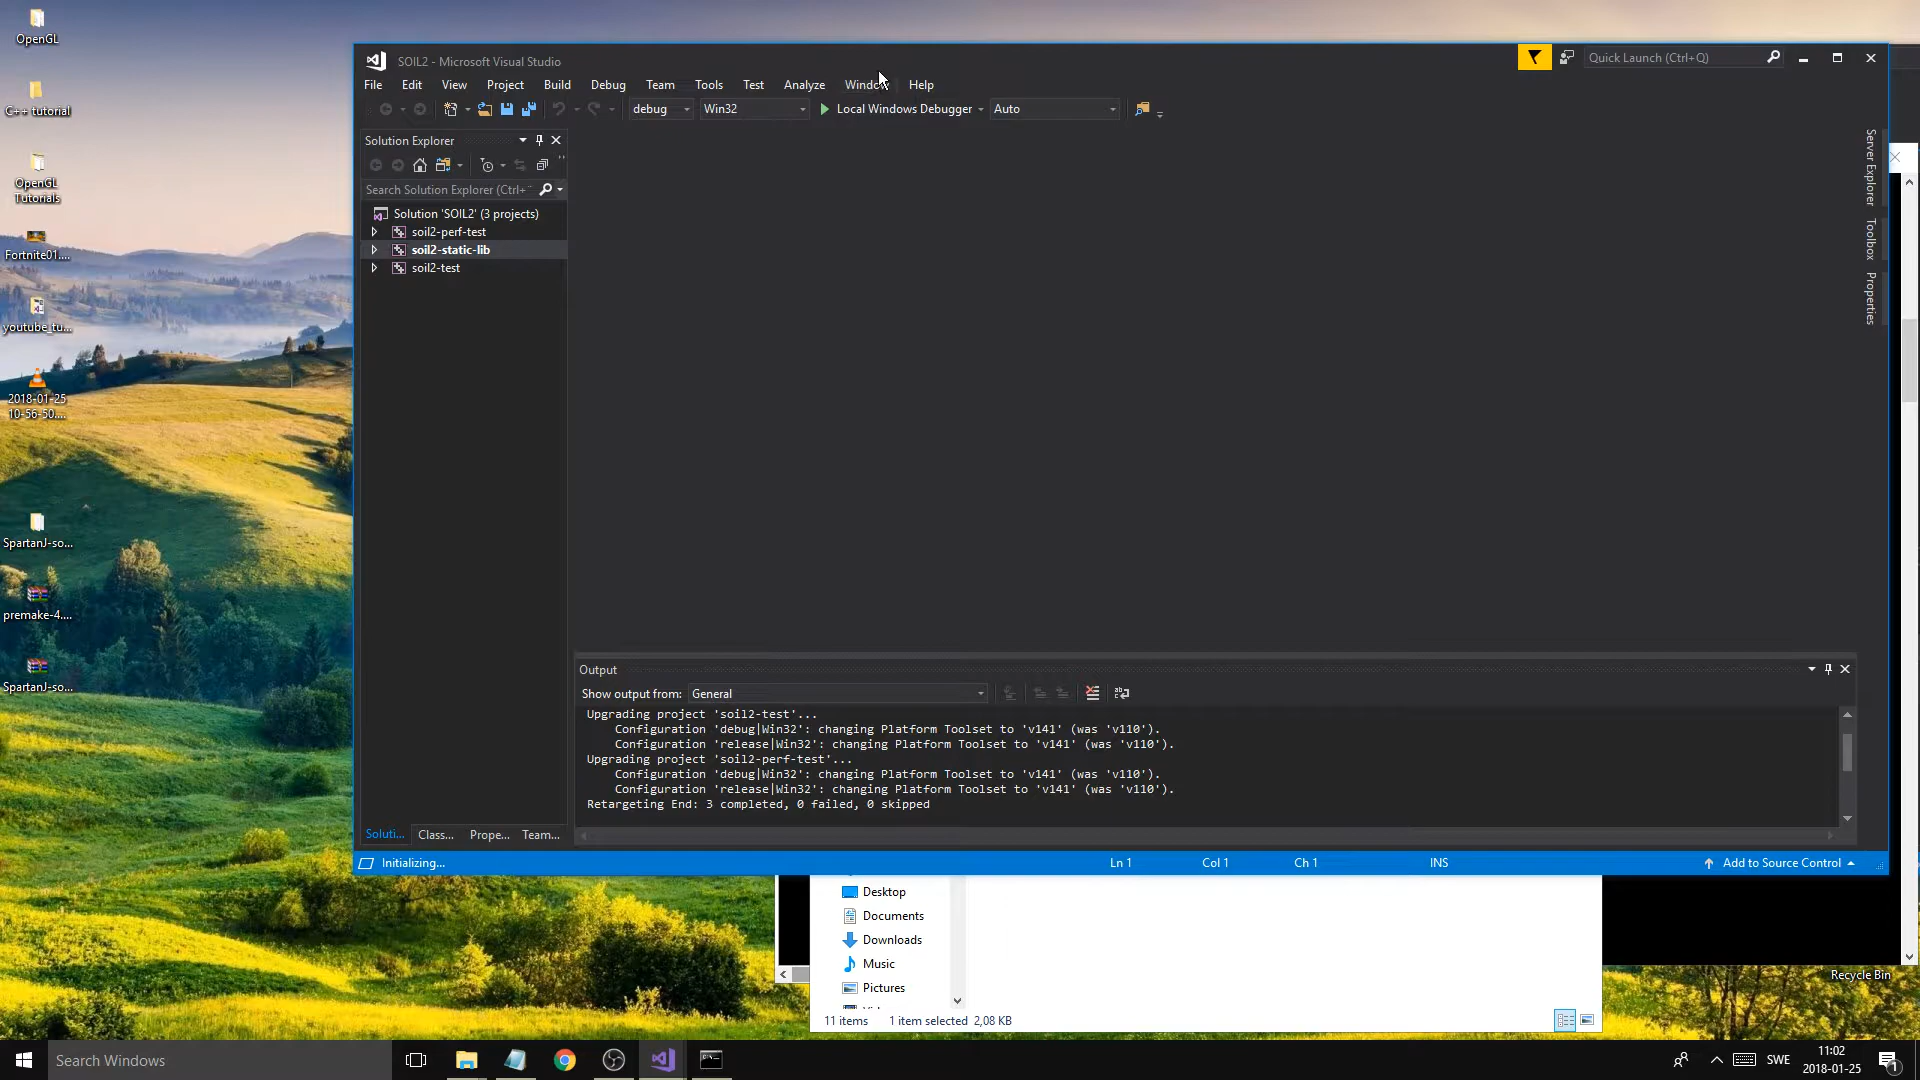 OpenGL
C++ tutorial
OpenGL
Tutorials
Fortnite01....
youtube_tu...
2018-01-25
10-56-50....
SpartanJ-so...
premake-4....
SpartanJ-so...
SOIL2 - Microsoft Visual Studio
Quick Launch (Ctrl+Q)
File Edit View Project Build Debug Team Tools Test Analyze Window Help
debug Win32 Local Windows Debugger Auto
Solution Explorer
Search Solution Explorer (Ctrl+
Solution 'SOIL2' (3 projects)
soil2-perf-test
soil2-static-lib
soil2-test
Server Explorer
Toolbox
Properties
Output
Show output from: General
Upgrading project 'soil2-test'...
Configuration 'debug|Win32': changing Platform Toolset to 'v141' (was 'v110').
Configuration 'release|Win32': changing Platform Toolset to 'v141' (was 'v110').
Upgrading project 'soil2-perf-test'...
Configuration 'debug|Win32': changing Platform Toolset to 'v141' (was 'v110').
Configuration 'release|Win32': changing Platform Toolset to 'v141' (was 'v110').
Retargeting End: 3 completed, 0 failed, 0 skipped
Soluti... Class... Prope... Team...
Initializing... Ln 1 Col 1 Ch 1 INS Add to Source Control
Desktop
Documents
Downloads
Music
Pictures
11 items 1 item selected 2,08 KB
Recycle Bin
Search Windows
SWE
11:02
2018-01-25
1